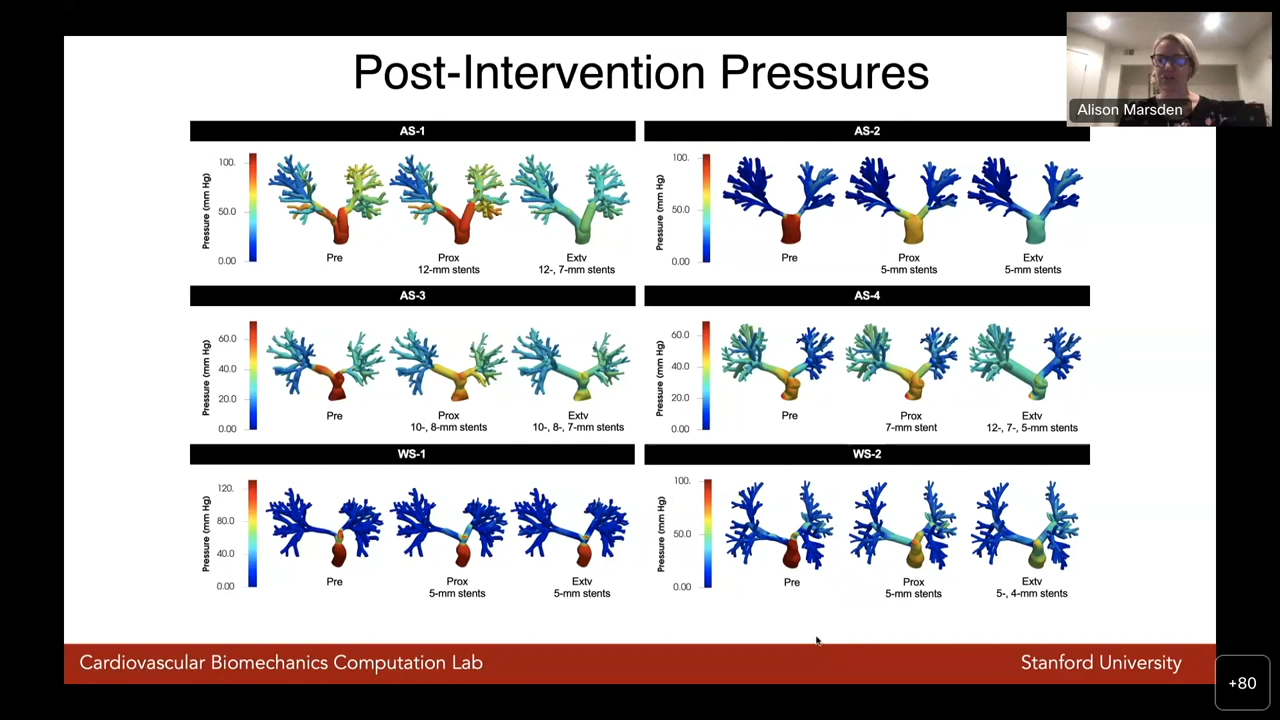 Post-Intervention Pressures
Alison Marsden
AS-1
Pressure (mm Hg)
100.
50.0
0.00
Pre
Prox
12-mm stents
Extv
12-, 7-mm stents
AS-2
Pressure (mm Hg)
100.
50.0
0.00
Pre
Prox
5-mm stents
Extv
5-mm stents
AS-3
Pressure (mm Hg)
60.0
40.0
20.0
0.00
Pre
Prox
10-, 8-mm stents
Extv
10-, 8-, 7-mm stents
AS-4
Pressure (mm Hg)
60.0
40.0
20.0
0.00
Pre
Prox
7-mm stent
Extv
12-, 7-, 5-mm stents
WS-1
Pressure (mm Hg)
120.
80.0
40.0
0.00
Pre
Prox
5-mm stents
Extv
5-mm stents
WS-2
Pressure (mm Hg)
100.
50.0
0.00
Pre
Prox
5-mm stents
Extv
5-, 4-mm stents
Cardiovascular Biomechanics Computation Lab
Stanford University
+80